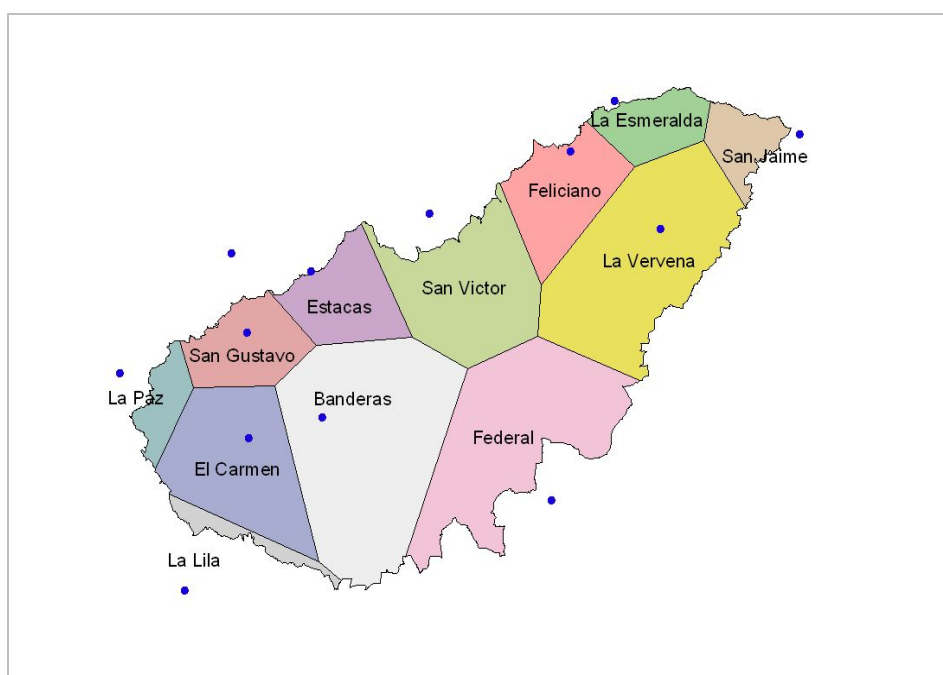 La Esmeralda
San Jaime
Feliciano
La Vervena
San Victor
Estacas
San Gustavo
La Paz
Banderas
Federal
El Carmen
La Lila